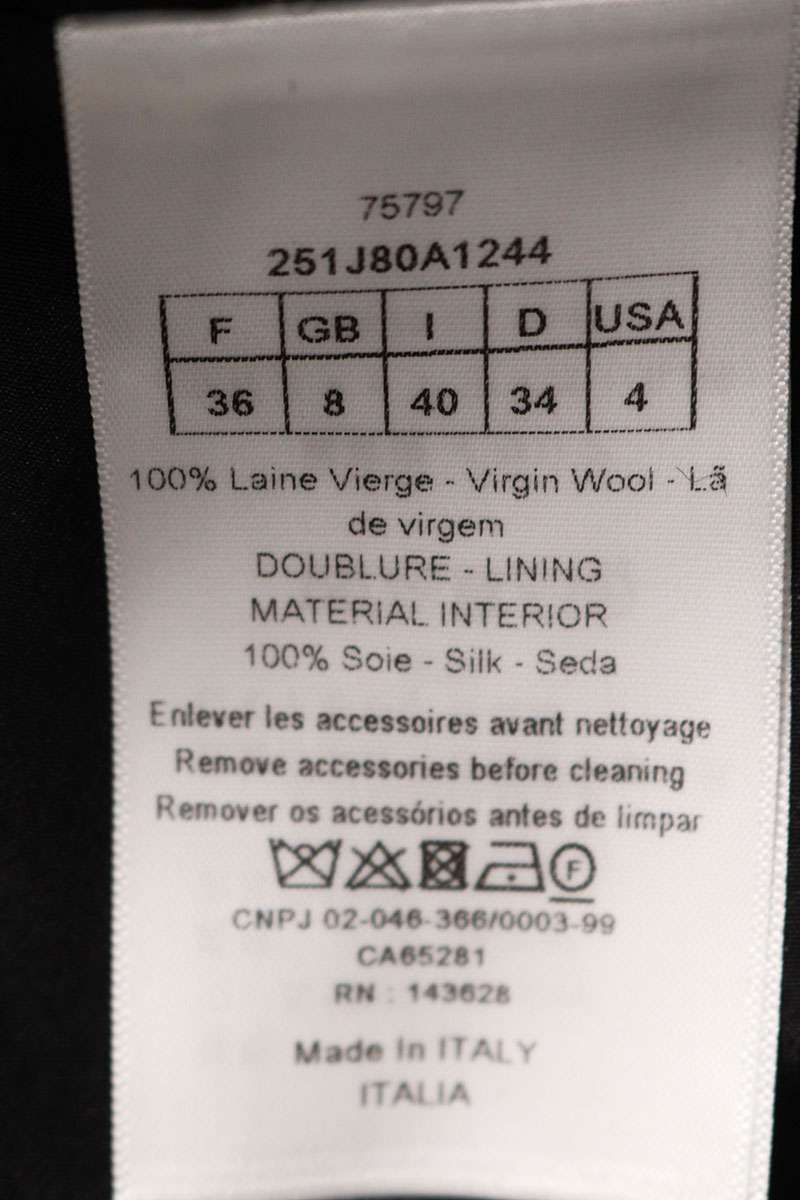 75797
251J80A1244
F GB I D USA
36 8 40 34 4
100% Laine Vierge - Virgin Wool - Lã
de virgem
DOUBLURE - LINING
MATERIAL INTERIOR
100% Soie - Silk - Seda
Enlever les accessoires avant nettoyage
Remove accessories before cleaning
Remover os acessórios antes de limpar
F
CNPJ 02-046-366/0003-99
CA65281
RN : 143628
Made In ITALY
ITALIA